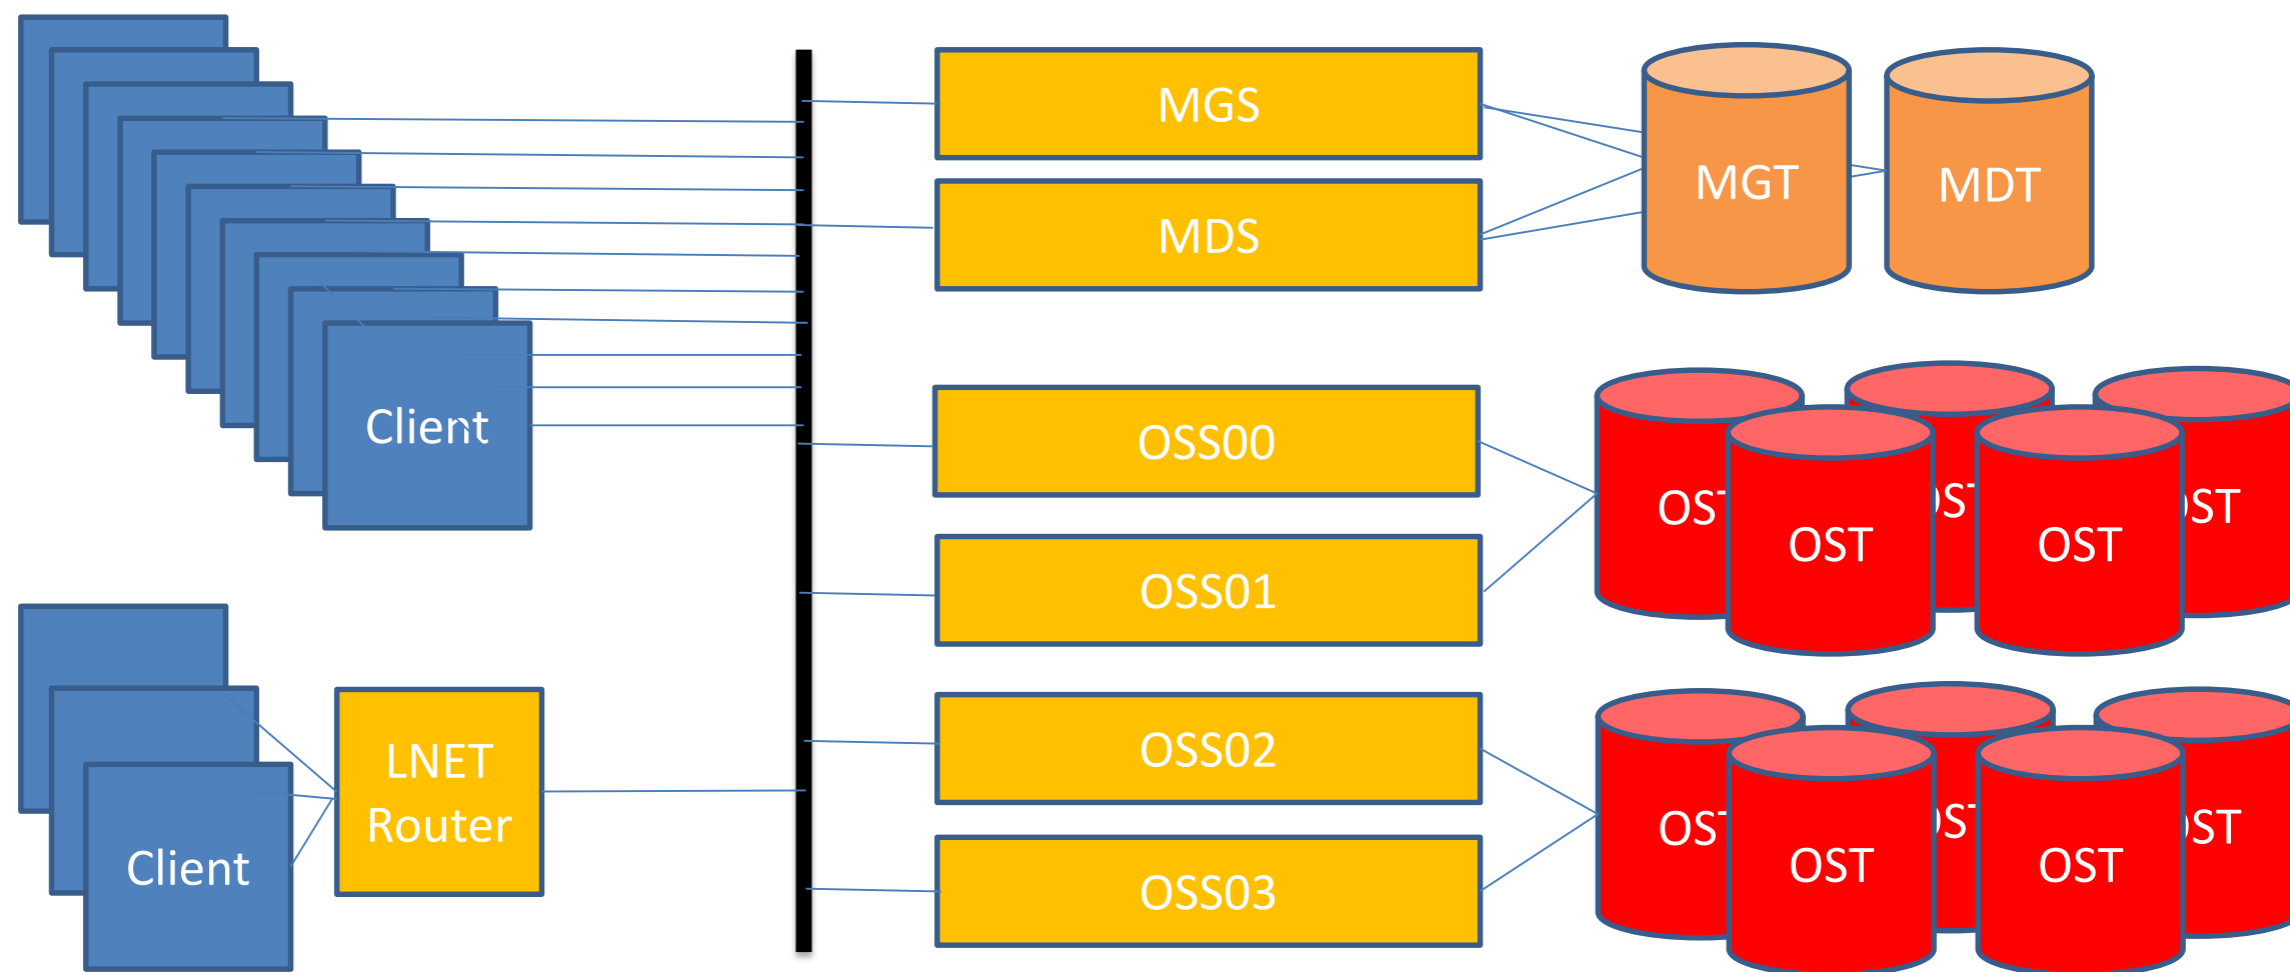 MGS
MDS
MGT
MDT
Client
OSS00
OSS01
OST
OST
OSS02
OSS03
OST
OST
LNET
Router
Client